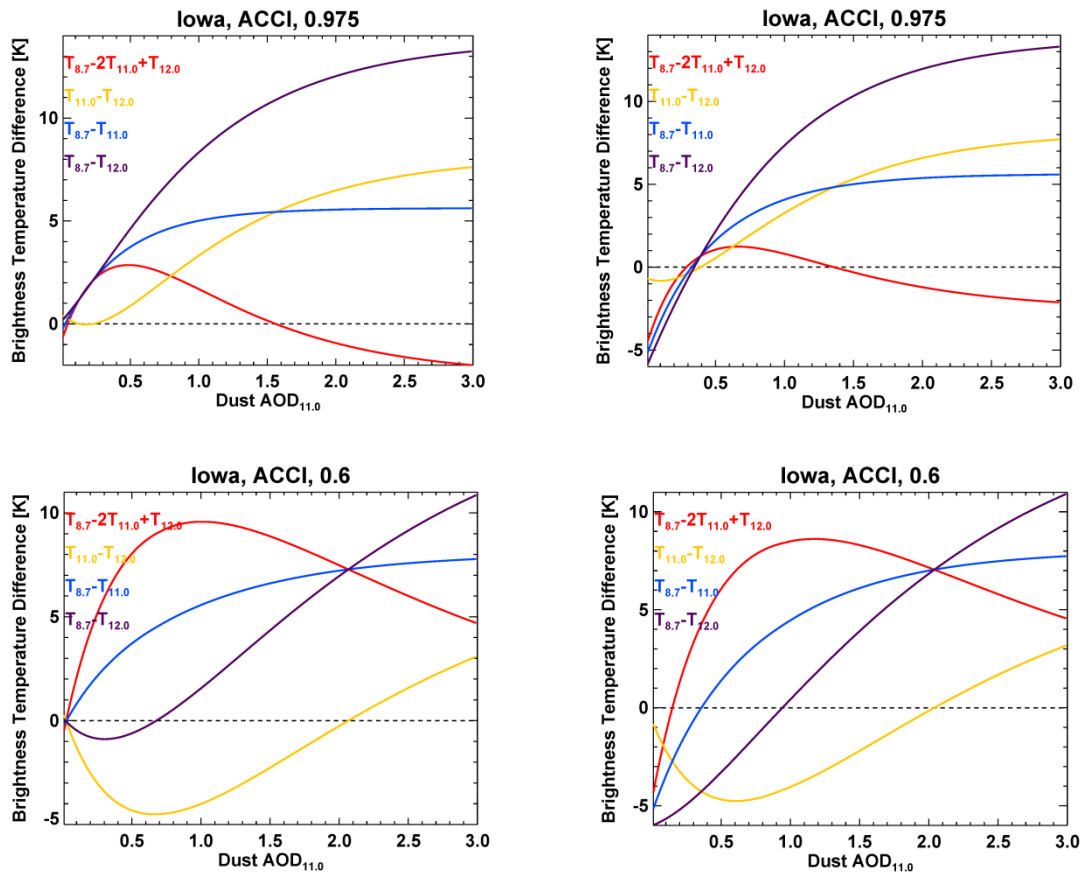 Iowa, ACCI, 0.975
Brightness Temperature Difference [K]
T8.7-2T11.0+T12.0
T11.0-T12.0
T8.7-T11.0
T8.7-T12.0
10
5
0
0.5 1.0 1.5 2.0 2.5 3.0
Dust AOD11.0
Iowa, ACCI, 0.975
Brightness Temperature Difference [K]
T8.7-2T11.0+T12.0
T11.0-T12.0
T8.7-T11.0
T8.7-T12.0
10
5
0
-5
0.5 1.0 1.5 2.0 2.5 3.0
Dust AOD11.0
Iowa, ACCI, 0.6
Brightness Temperature Difference [K]
T8.7-2T11.0+T12.0
T11.0-T12.0
T8.7-T11.0
T8.7-T12.0
10
5
0
-5
0.5 1.0 1.5 2.0 2.5 3.0
Dust AOD11.0
Iowa, ACCI, 0.6
Brightness Temperature Difference [K]
T8.7-2T11.0+T12.0
T11.0-T12.0
T8.7-T11.0
T8.7-T12.0
10
5
0
-5
0.5 1.0 1.5 2.0 2.5 3.0
Dust AOD11.0